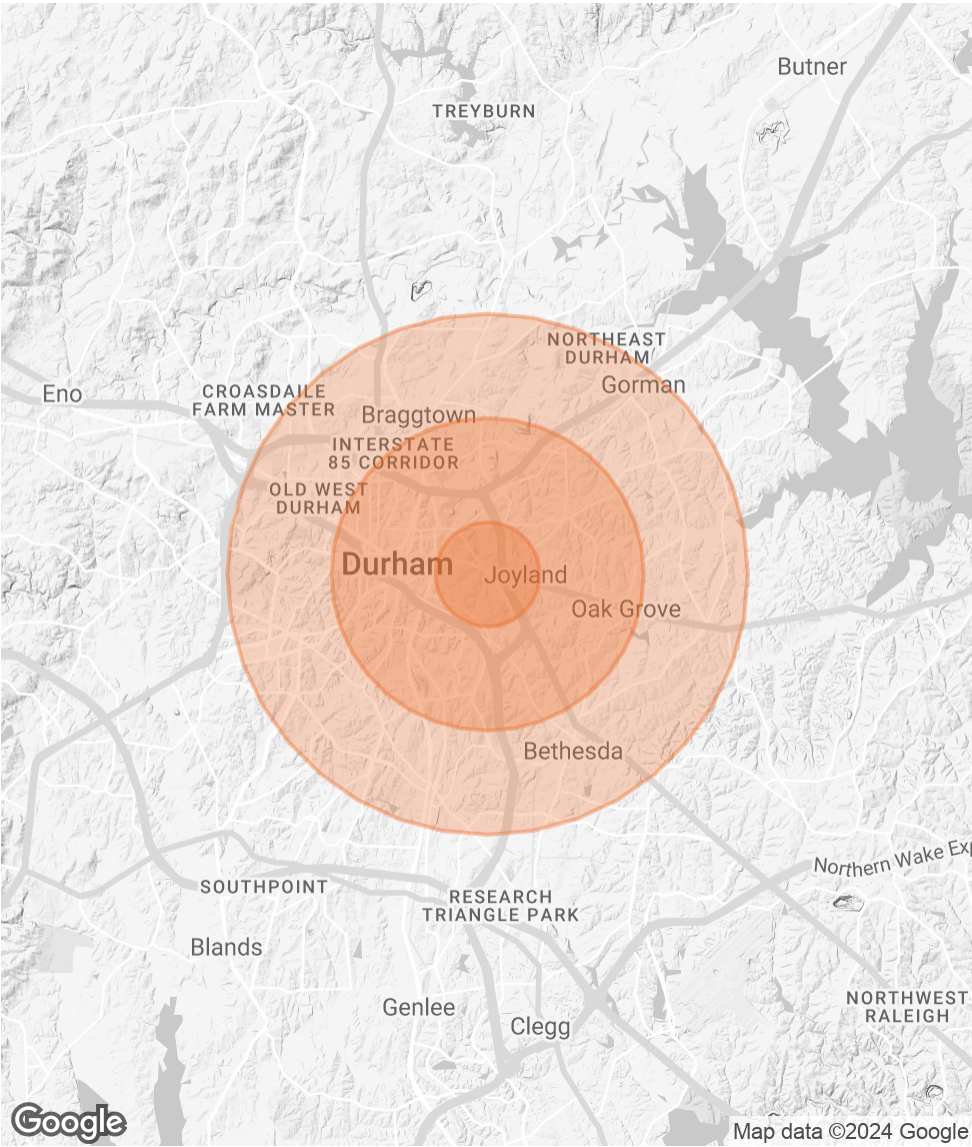 Butner
TREYBURN
NORTHEAST
DURHAM
Gorman
Eno
CROASDAILE
FARM MASTER
Braggtown
INTERSTATE
85 CORRIDOR
OLD WEST
DURHAM
Durham
Joyland
Oak Grove
Bethesda
Northern Wake Exp
SOUTHPOINT
RESEARCH
TRIANGLE PARK
Blands
Genlee
Clegg
NORTHWEST
RALEIGH
Google
Map data ©2024 Google